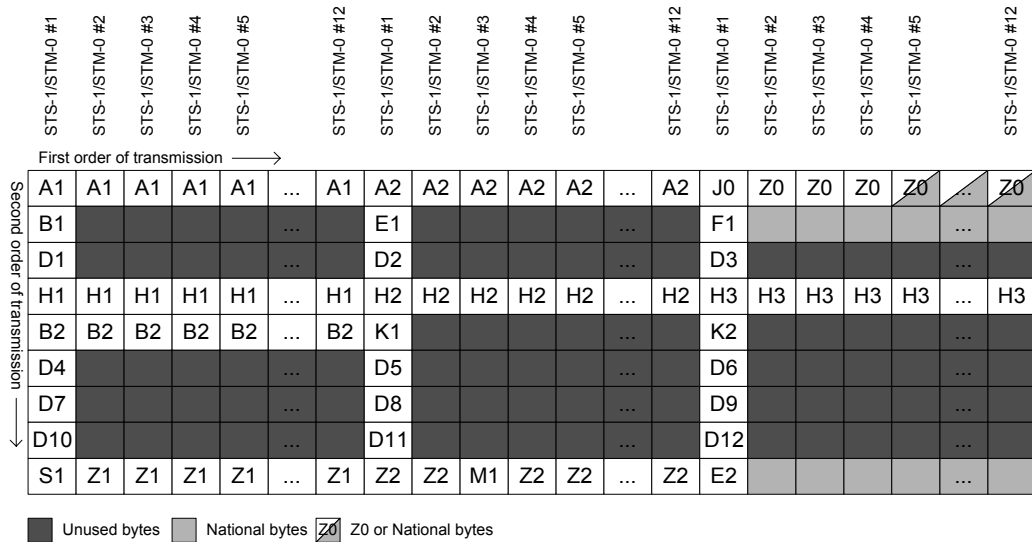 STS-1/STM-0 #1 STS-1/STM-0 #2 STS-1/STM-0 #3 STS-1/STM-0 #4 STS-1/STM-0 #5 STS-1/STM-0 #12 STS-1/STM-0 #1 STS-1/STM-0 #2 STS-1/STM-0 #3 STS-1/STM-0 #4 STS-1/STM-0 #5 STS-1/STM-0 #12 STS-1/STM-0 #1 STS-1/STM-0 #2 STS-1/STM-0 #3 STS-1/STM-0 #4 STS-1/STM-0 #5 STS-1/STM-0 #12
First order of transmission
Second order of transmission
A1 A1 A1 A1 A1 ... A1 A2 A2 A2 A2 A2 ... A2 J0 Z0 Z0 Z0 Z0 ... Z0
B1 ... E1 ... F1 ...
D1 ... D2 ... D3 ...
H1 H1 H1 H1 H1 ... H1 H2 H2 H2 H2 H2 ... H2 H3 H3 H3 H3 H3 ... H3
B2 B2 B2 B2 B2 ... B2 K1 ... K2 ...
D4 ... D5 ... D6 ...
D7 ... D8 ... D9 ...
D10 ... D11 ... D12 ...
S1 Z1 Z1 Z1 Z1 ... Z1 Z2 Z2 M1 Z2 Z2 ... Z2 E2 ...
Unused bytes National bytes Z0 Z0 or National bytes